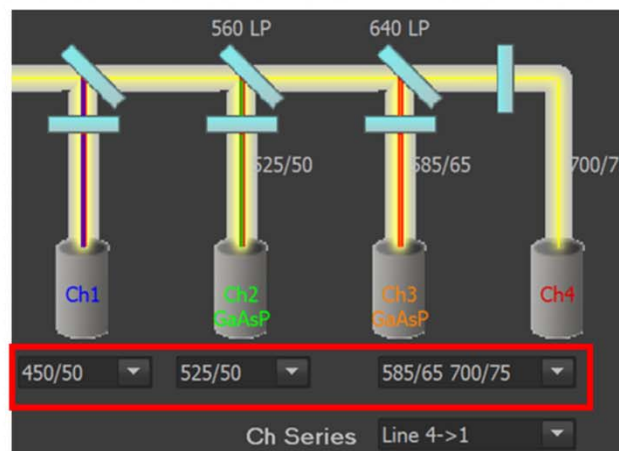 560 LP 640 LP
525/50 585/65 700/7
Ch1 Ch2 Ch3 Ch4
GaAsP GaAsP
450/50 525/50 585/65 700/75
Ch Series Line 4->1